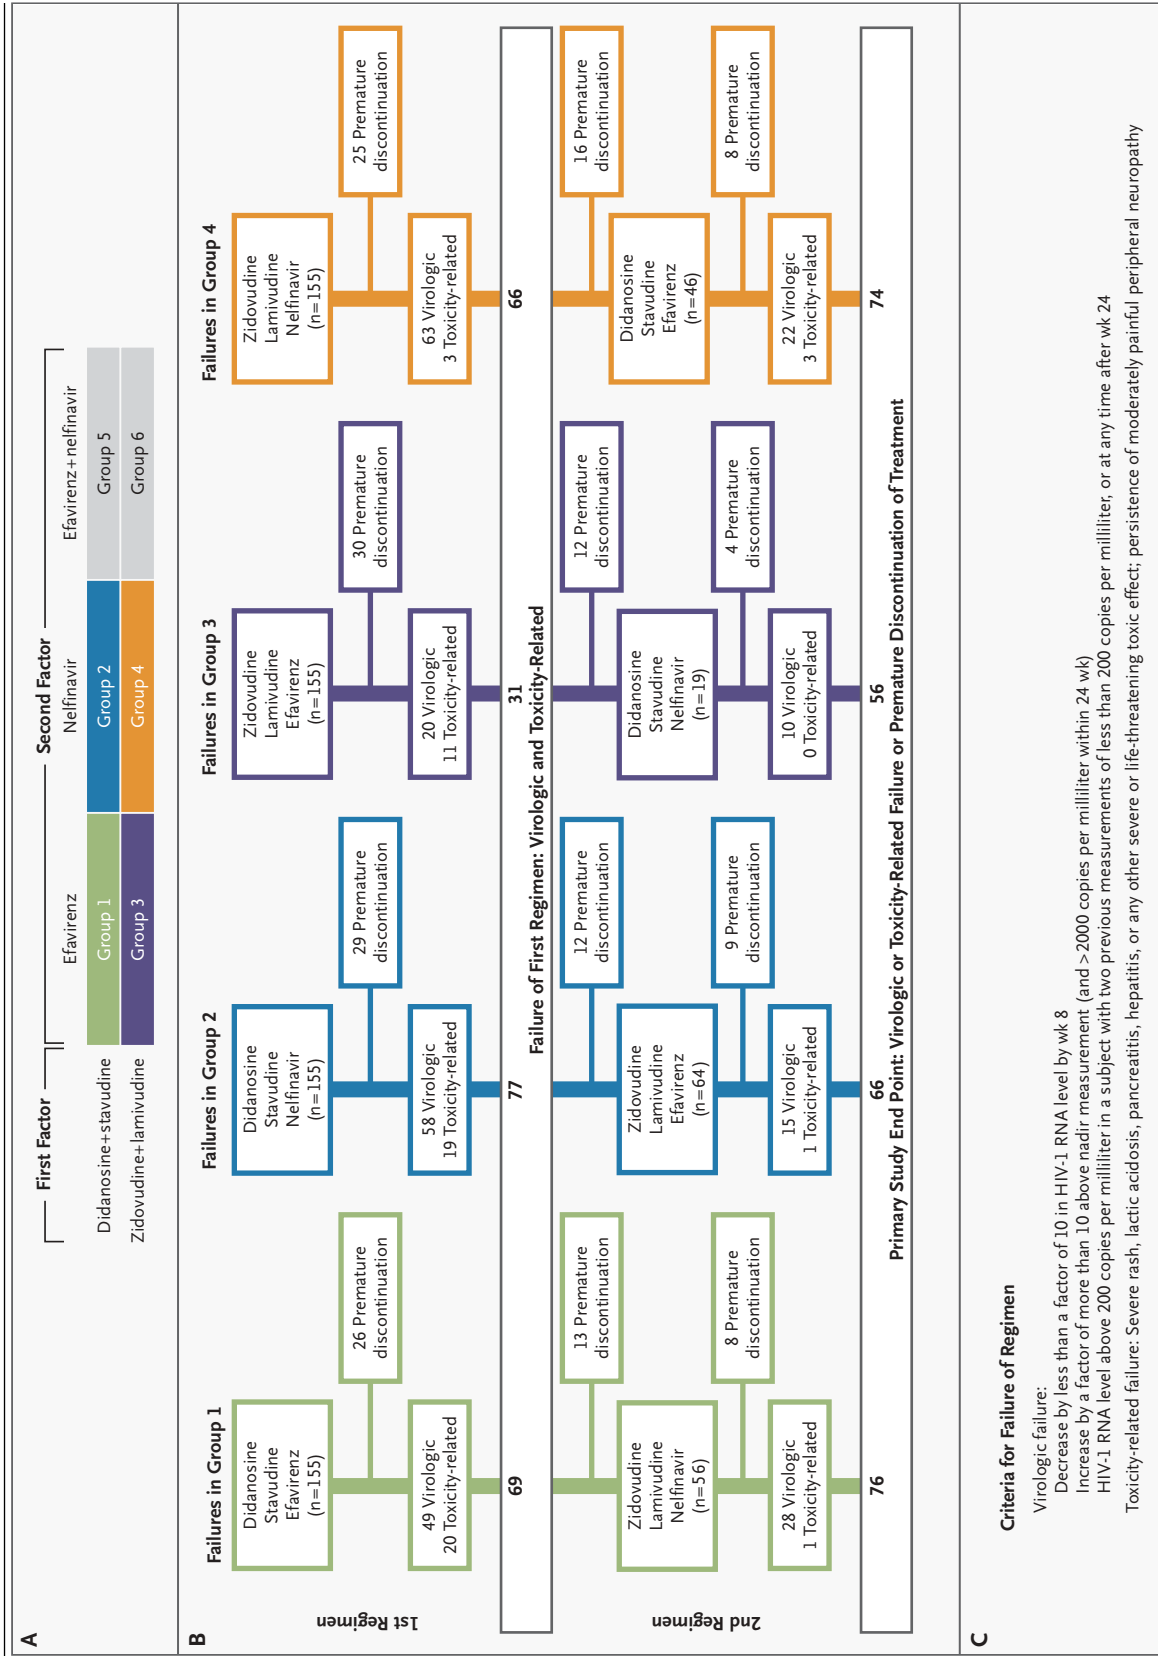 A
First Factor
Second Factor
Efavirenz
Nelfinavir
Efavirenz+nelfinavir
Didanosine+stavudine
Group 1
Group 2
Group 5
Zidovudine+lamivudine
Group 3
Group 4
Group 6
B
1st Regimen
Failures in Group 1
Didanosine
Stavudine
Efavirenz
(n=155)
26 Premature
discontinuation
49 Virologic
20 Toxicity-related
Failures in Group 2
Didanosine
Stavudine
Nelfinavir
(n=155)
29 Premature
discontinuation
58 Virologic
19 Toxicity-related
Failures in Group 3
Zidovudine
Lamivudine
Efavirenz
(n=155)
30 Premature
discontinuation
20 Virologic
11 Toxicity-related
Failures in Group 4
Zidovudine
Lamivudine
Nelfinavir
(n=155)
25 Premature
discontinuation
63 Virologic
3 Toxicity-related
69
77
31
66
Failure of First Regimen: Virologic and Toxicity-Related
2nd Regimen
13 Premature
discontinuation
Zidovudine
Lamivudine
Nelfinavir
(n=56)
8 Premature
discontinuation
28 Virologic
1 Toxicity-related
12 Premature
discontinuation
Zidovudine
Lamivudine
Efavirenz
(n=64)
9 Premature
discontinuation
15 Virologic
1 Toxicity-related
12 Premature
discontinuation
Didanosine
Stavudine
Nelfinavir
(n=19)
4 Premature
discontinuation
10 Virologic
0 Toxicity-related
16 Premature
discontinuation
Didanosine
Stavudine
Efavirenz
(n=46)
8 Premature
discontinuation
22 Virologic
3 Toxicity-related
76
66
56
74
Primary Study End Point: Virologic or Toxicity-Related Failure or Premature Discontinuation of Treatment
C
Criteria for Failure of Regimen
Virologic failure:
Decrease by less than a factor of 10 in HIV-1 RNA level by wk 8
Increase by a factor of more than 10 above nadir measurement (and >2000 copies per milliliter within 24 wk)
HIV-1 RNA level above 200 copies per milliliter in a subject with two previous measurements of less than 200 copies per milliliter, or at any time after wk 24
Toxicity-related failure: Severe rash, lactic acidosis, pancreatitis, hepatitis, or any other severe or life-threatening toxic effect; persistence of moderately painful peripheral neuropathy